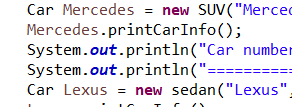 Car Mercedes = new SUV("Merced
Mercedes.printCarInfo();
System.out.println("Car number
System.out.println("==========
Car Lexus = new sedan("Lexus",